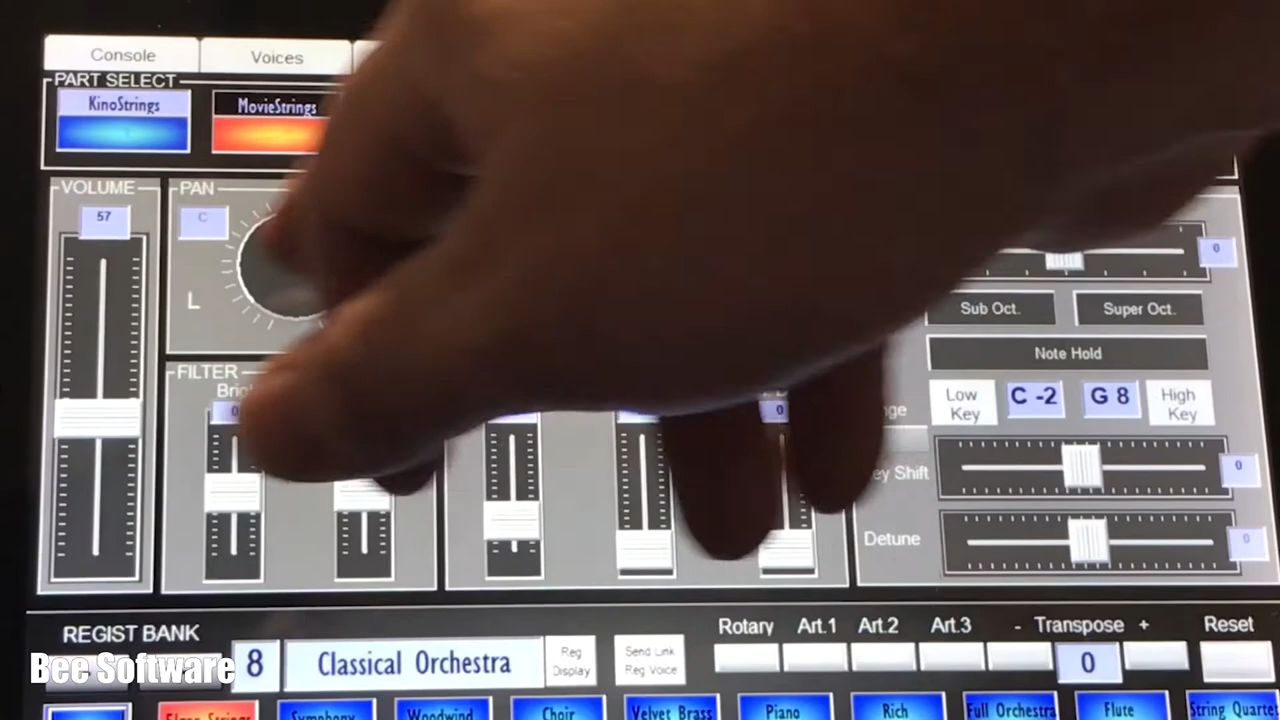 Console
Voices
PART SELECT
KinoStrings
MovieStrings
VOLUME
57
PAN
C
L
FILTER
0
0
0
Sub Oct.
Super Oct.
Note Hold
Low Key
C -2
G 8
High Key
Shift
0
Detune
0
REGIST BANK
8
Classical Orchestra
Reg Display
Send Link Reg Voice
Rotary
Art.1
Art.2
Art.3
- Transpose +
0
Reset
Bee Software
Symphony
Woodwind
Choir
Velvet Brass
Piano
Rich
Full Orchestra
Flute
String Quartet